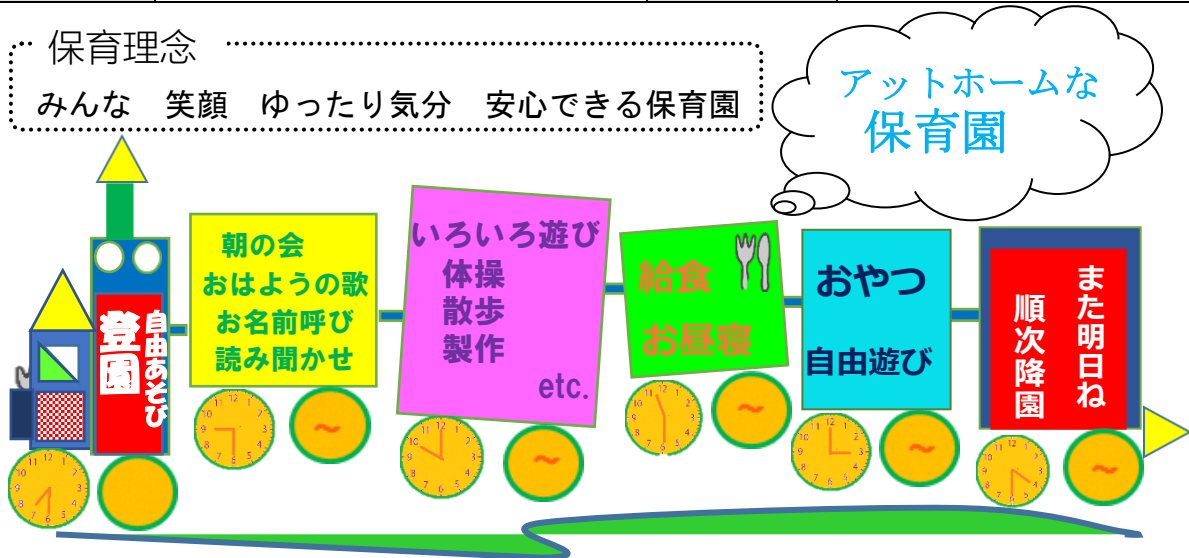 保育理念
みんな　笑顔　ゆったり気分　安心できる保育園
アットホームな
保育園
登園
自由あそび
朝の会
おはようの歌
お名前呼び
読み聞かせ
いろいろ遊び
体操
散歩
製作
etc.
給食
お昼寝
おやつ
自由遊び
また明日ね
順次降園
～
～
～
～
～